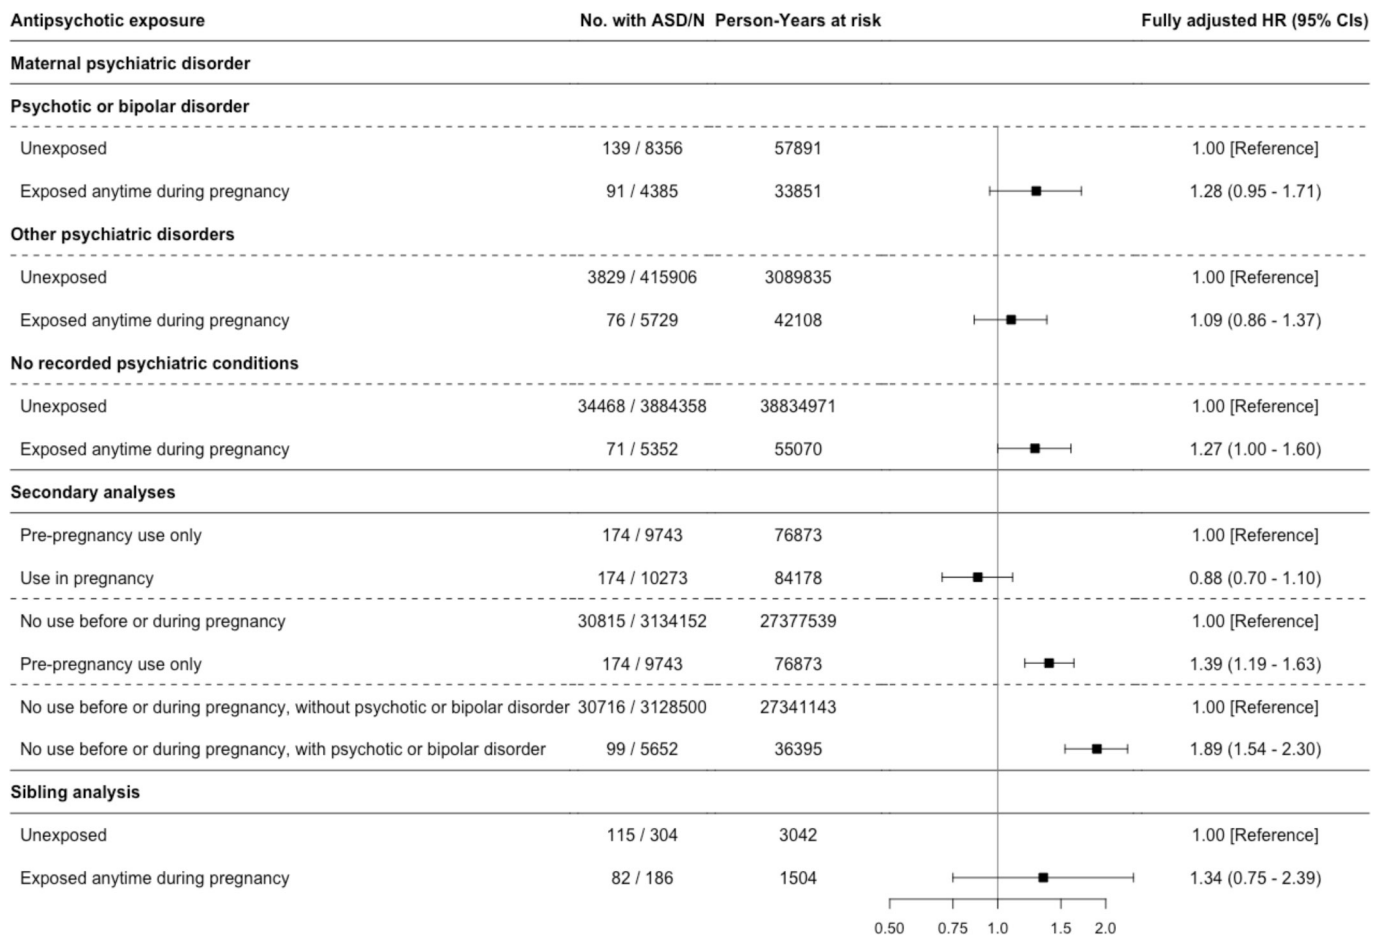 Antipsychotic exposure No. with ASD/N Person-Years at risk Fully adjusted HR (95% CIs)
Maternal psychiatric disorder
Psychotic or bipolar disorder
Unexposed 139 / 8356 57891 1.00 [Reference]
Exposed anytime during pregnancy 91 / 4385 33851 1.28 (0.95 - 1.71)
Other psychiatric disorders
Unexposed 3829 / 415906 3089835 1.00 [Reference]
Exposed anytime during pregnancy 76 / 5729 42108 1.09 (0.86 - 1.37)
No recorded psychiatric conditions
Unexposed 34468 / 3884358 38834971 1.00 [Reference]
Exposed anytime during pregnancy 71 / 5352 55070 1.27 (1.00 - 1.60)
Secondary analyses
Pre-pregnancy use only 174 / 9743 76873 1.00 [Reference]
Use in pregnancy 174 / 10273 84178 0.88 (0.70 - 1.10)
No use before or during pregnancy 30815 / 3134152 27377539 1.00 [Reference]
Pre-pregnancy use only 174 / 9743 76873 1.39 (1.19 - 1.63)
No use before or during pregnancy, without psychotic or bipolar disorder 30716 / 3128500 27341143 1.00 [Reference]
No use before or during pregnancy, with psychotic or bipolar disorder 99 / 5652 36395 1.89 (1.54 - 2.30)
Sibling analysis
Unexposed 115 / 304 3042 1.00 [Reference]
Exposed anytime during pregnancy 82 / 186 1504 1.34 (0.75 - 2.39)
0.50 0.75 1.0 1.5 2.0